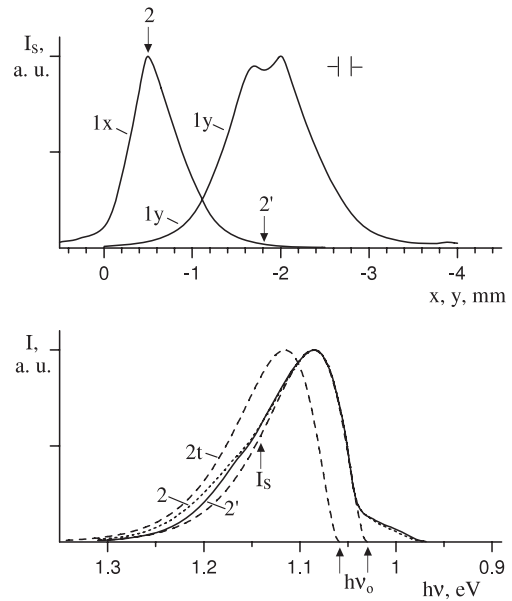 2
I_S,
a. u.
1x
1y
1y
2'
0 -1 -2 -3 -4
x, y, mm
I,
a. u.
2t
2
2'
I_S
hν_o
1.3 1.2 1.1 1 0.9
hν, eV